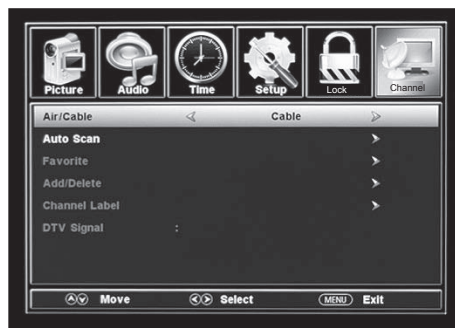 Picture Audio Time Setup Lock Channel
Air/Cable Cable
Auto Scan
Favorite
Add/Delete
Channel Label
DTV Signal :
Move Select MENU Exit